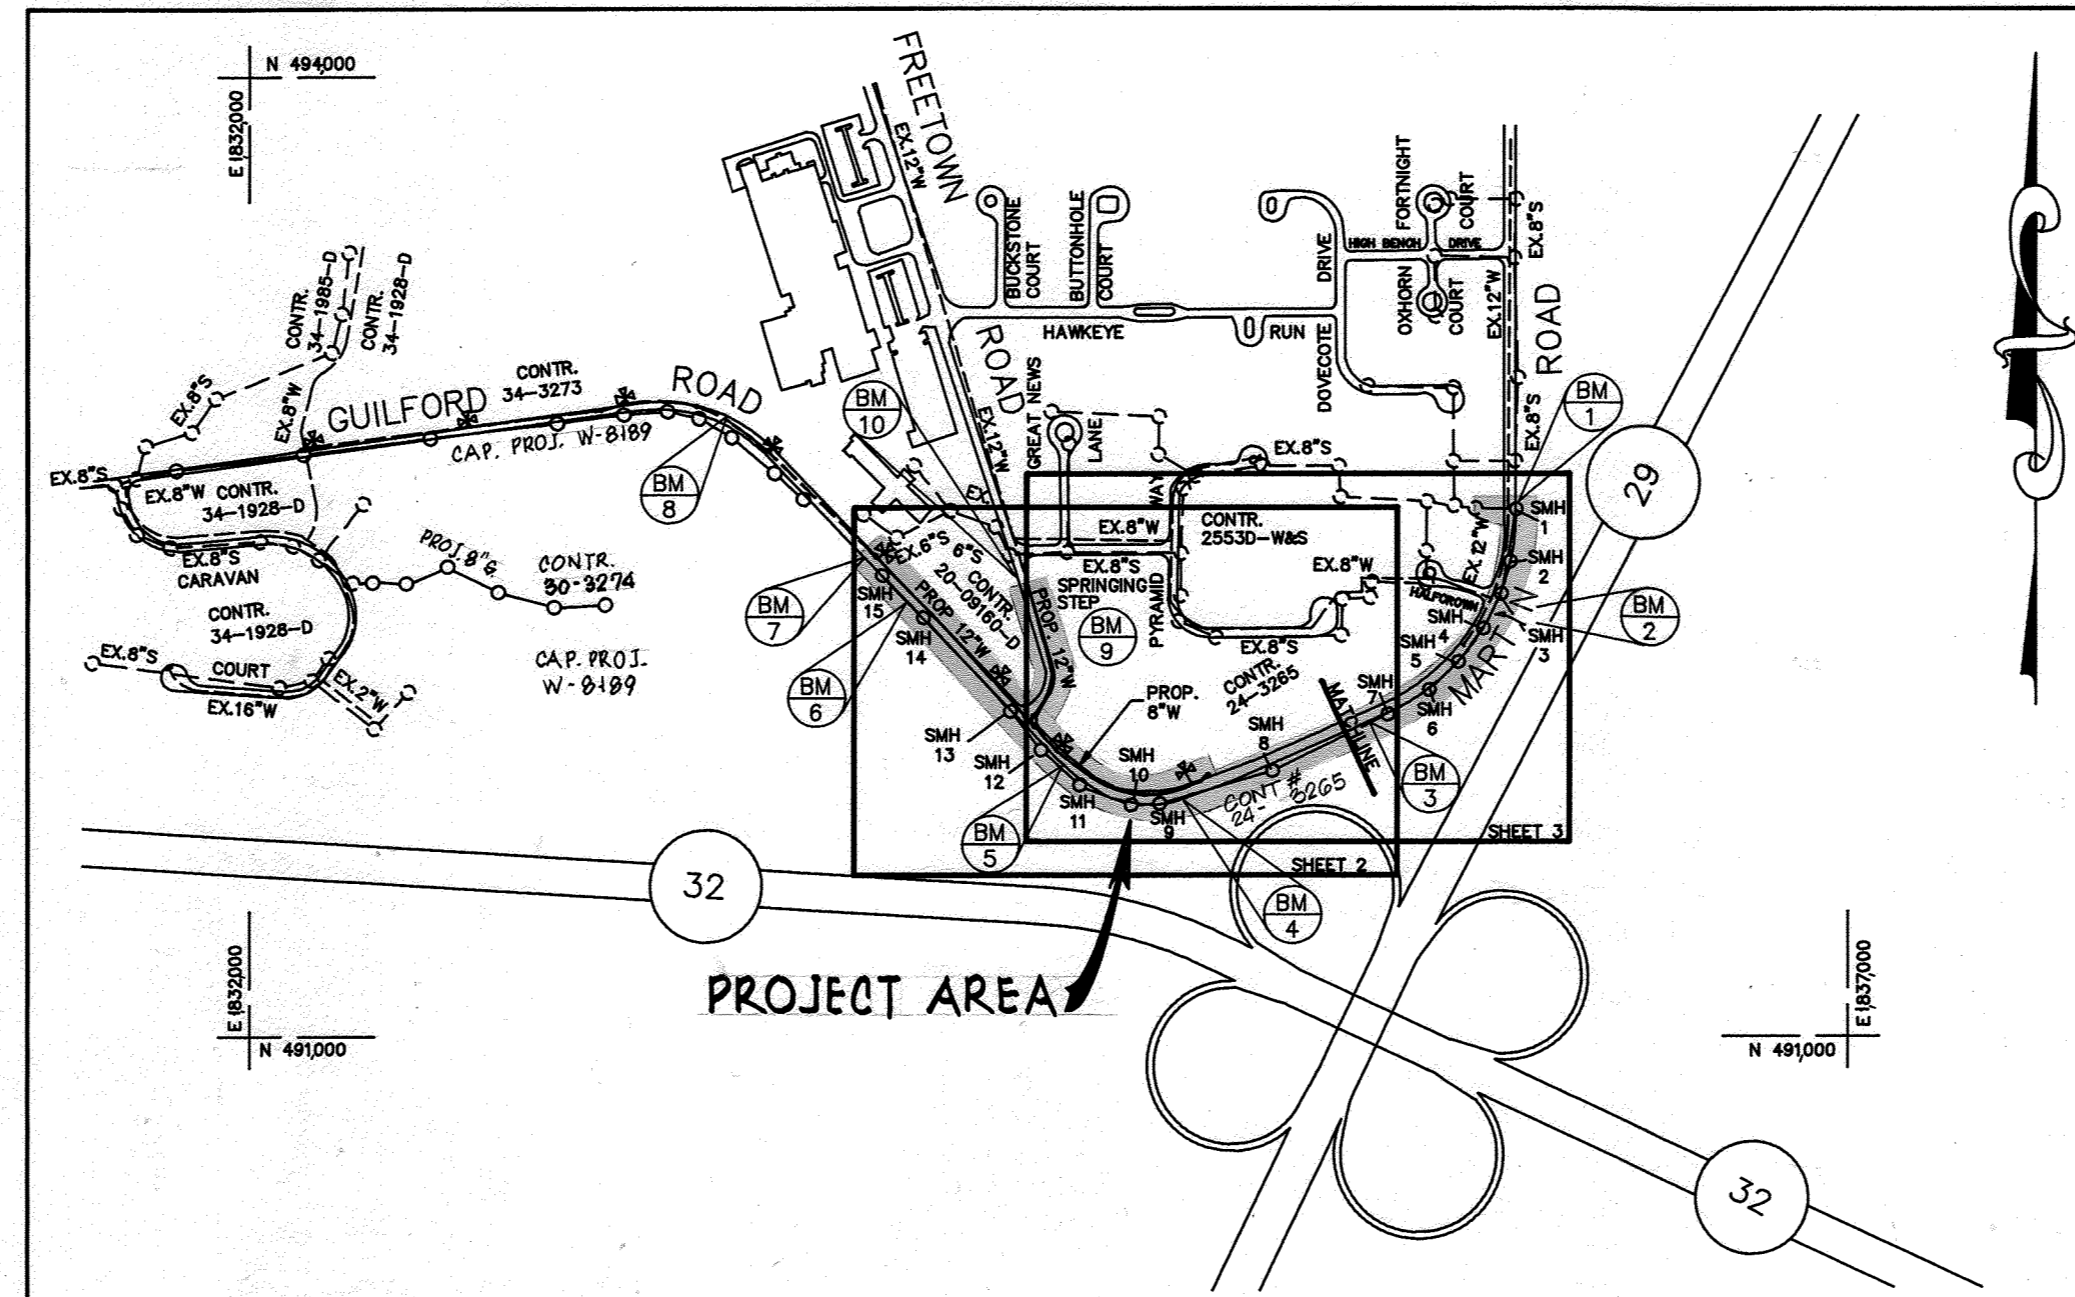 N 494,000
E 1832,000
FREETOWN
ROAD
EX.12"W
EX.12"W
BUCKSTONE
COURT
BUTTONHOLE
COURT
HAWKEYE
RUN
DOVECOTE
DRIVE
FORTNIGHT
COURT
HIGH BENCH DRIVE
OXHORN
COURT
EX.8"S
EX.12"W
ROAD
EX.8"S
CONTR.
34-1985-D
CONTR.
34-1928-D
EX.8"S
EX.8"W
GUILFORD
ROAD
CONTR.
34-3273
CAP. PROJ. W-8189
EX.8"S
EX.8"W CONTR.
34-1928-D
EX.8"S
CARAVAN
CONTR.
34-1928-D
COURT
EX.8"S
EX.16"W
EX.2"W
PROJ. 8"S.
CONTR.
30-3274
CAP. PROJ.
W-8189
BM
8
BM
10
GREAT NEWS
LANE
BM
1
29
EX.8"S
EX.8"W
CONTR.
2553D-W&S
WAY
PYRAMID
EX.8"S
SPRINGING
STEP
EX.8"W
EX.8"S
EX.12"W
HALFCROWN
MARTIN
SMH
1
SMH
2
SMH
3
SMH
4
SMH
5
SMH
6
SMH
7
SMH
8
SMH
9
SMH
10
SMH
11
SMH
12
SMH
13
SMH
14
SMH
15
EX.6"S
6"S
CONTR.
20-09160-D
PROP 12"W
PROP. 12"W
PROP.
8"W
CONTR.
24-3265
CONT #
24-3265
MATCHLINE
BM
2
BM
3
BM
4
BM
5
BM
6
BM
7
BM
9
SHEET 3
SHEET 2
32
PROJECT AREA
E 1832,000
N 491,000
N 491,000
E 1,837,000
32